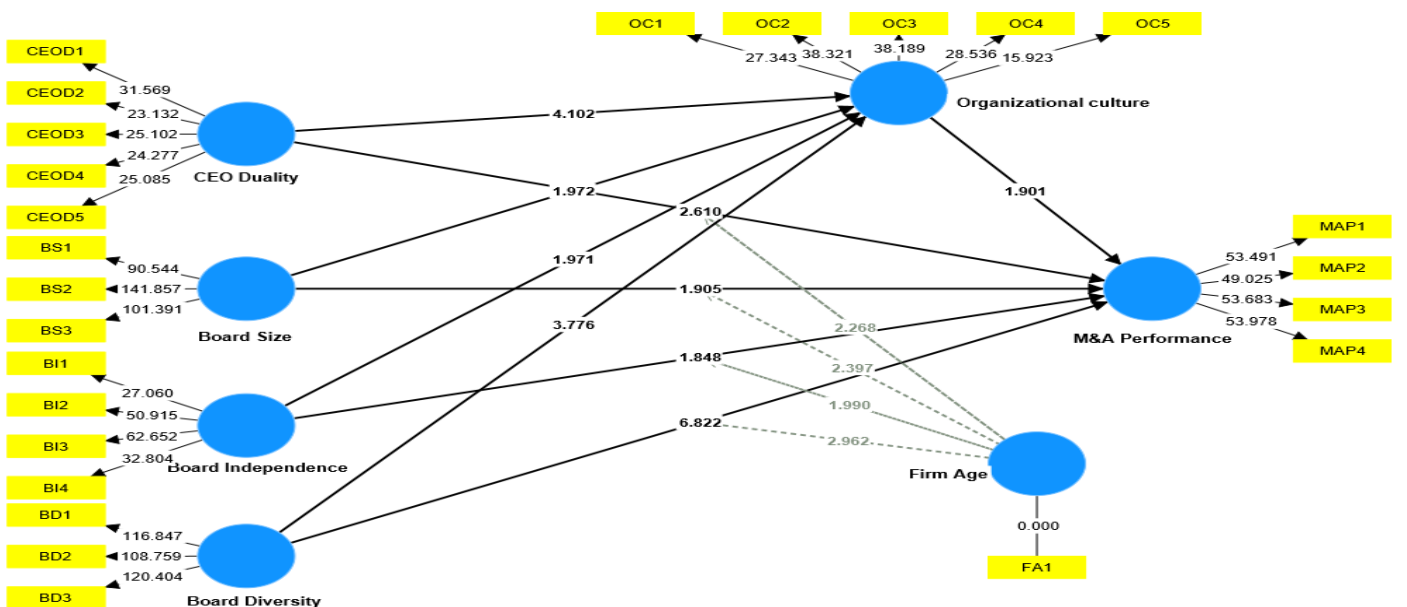 OC1
OC2
OC3
OC4
OC5
27.343
38.321
38.189
28.536
15.923
Organizational culture
CEOD1
CEOD2
CEOD3
CEOD4
CEOD5
31.569
23.132
25.102
24.277
25.085
CEO Duality
BS1
BS2
BS3
90.544
141.857
101.391
Board Size
BI1
BI2
BI3
BI4
27.060
50.915
62.652
32.804
Board Independence
BD1
BD2
BD3
116.847
108.759
120.404
Board Diversity
4.102
1.972
1.971
3.776
2.610
1.905
1.848
6.822
1.901
2.268
2.397
1.990
2.962
MAP1
MAP2
MAP3
MAP4
53.491
49.025
53.683
53.978
M&A Performance
Firm Age
0.000
FA1